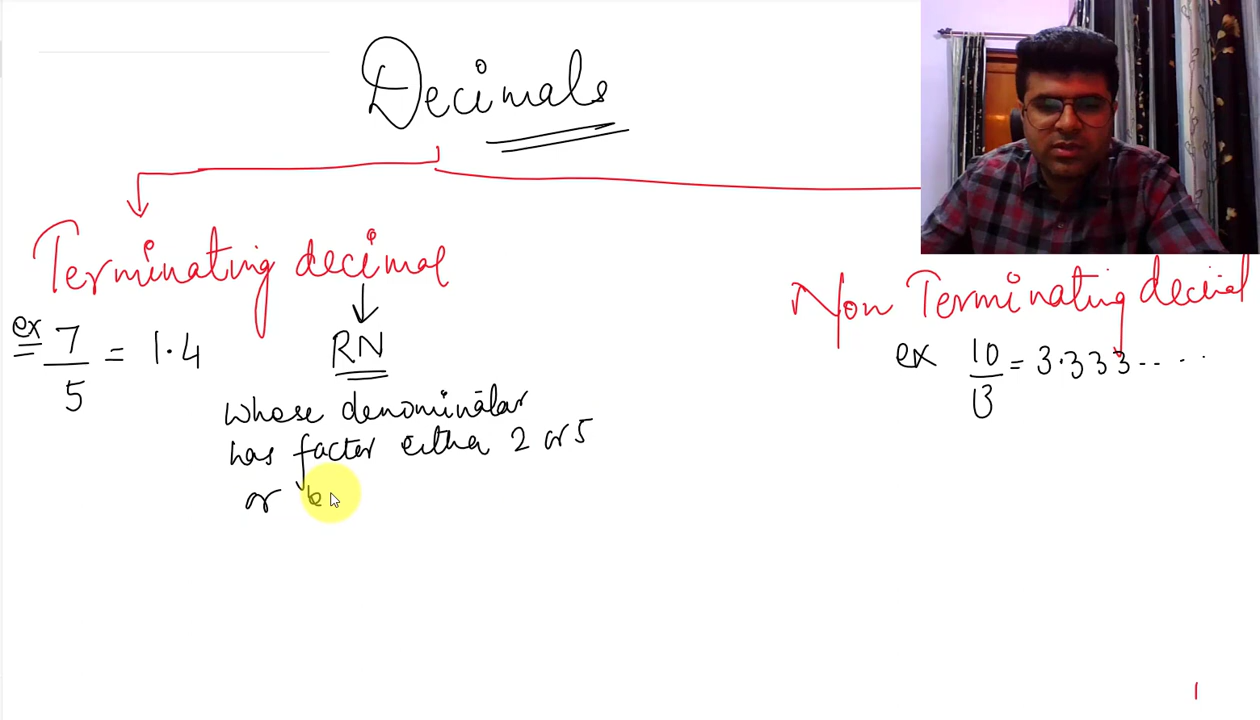 Decimals
Terminating decimal
Non Terminating decimal
ex 7/5 = 1.4
RN
whose denominator
has factor either 2 or 5
or b
ex 10/3 = 3.333.....
1